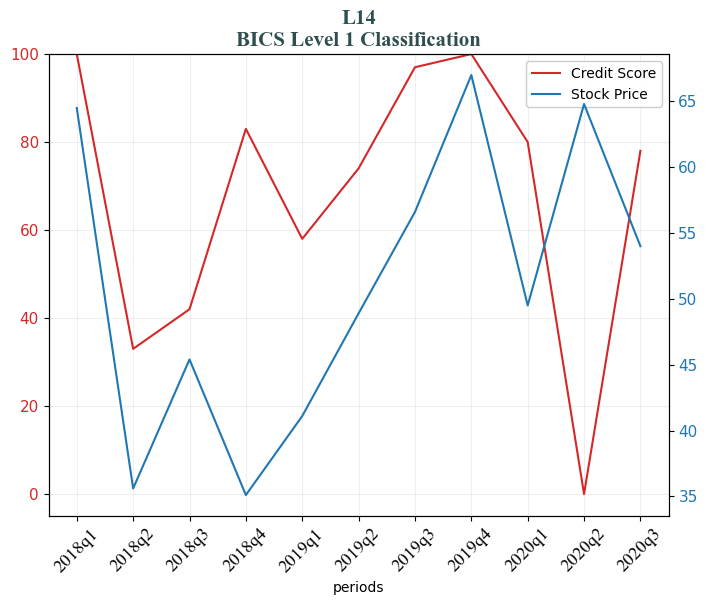 L14
BICS Level 1 Classification
Credit Score
Stock Price
100
80
60
40
20
0
65
60
55
50
45
40
35
2018q1
2018q2
2018q3
2018q4
2019q1
2019q2
2019q3
2019q4
2020q1
2020q2
2020q3
periods